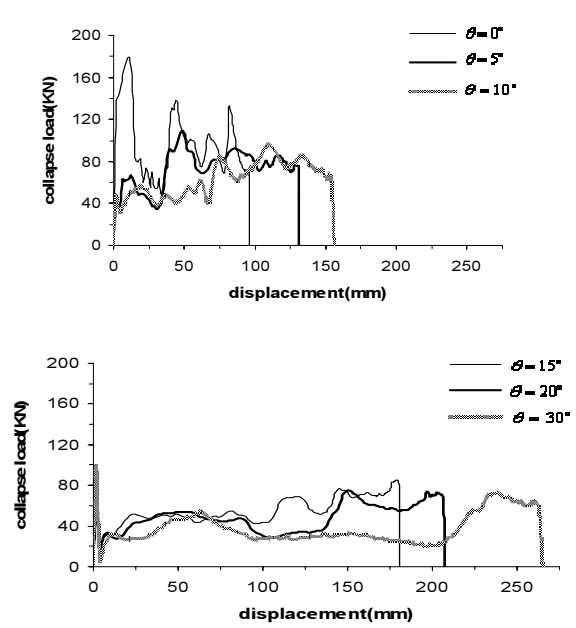 200
160
120
80
40
0
collapse load(KN)
0 50 100 150 200 250
displacement(mm)
θ = 0°
θ = 5°
θ = 10°
200
160
120
80
40
0
collapse load(KN)
0 50 100 150 200 250
displacement(mm)
θ = 15°
θ = 20°
θ = 30°